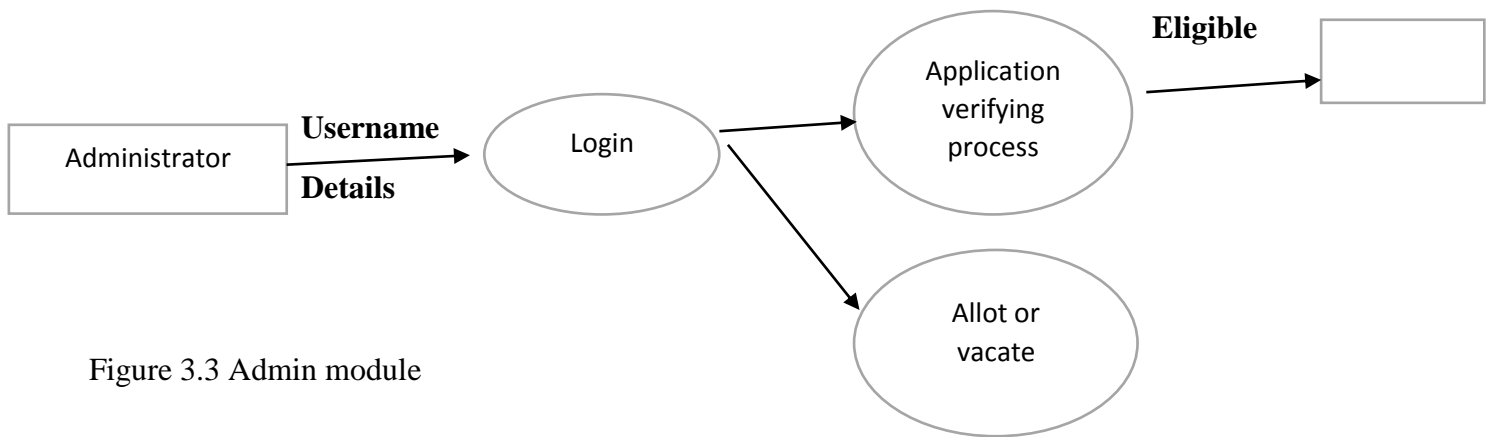 Administrator
Username
Details
Login
Application
verifying
process
Eligible
Allot or
vacate
Figure 3.3 Admin module